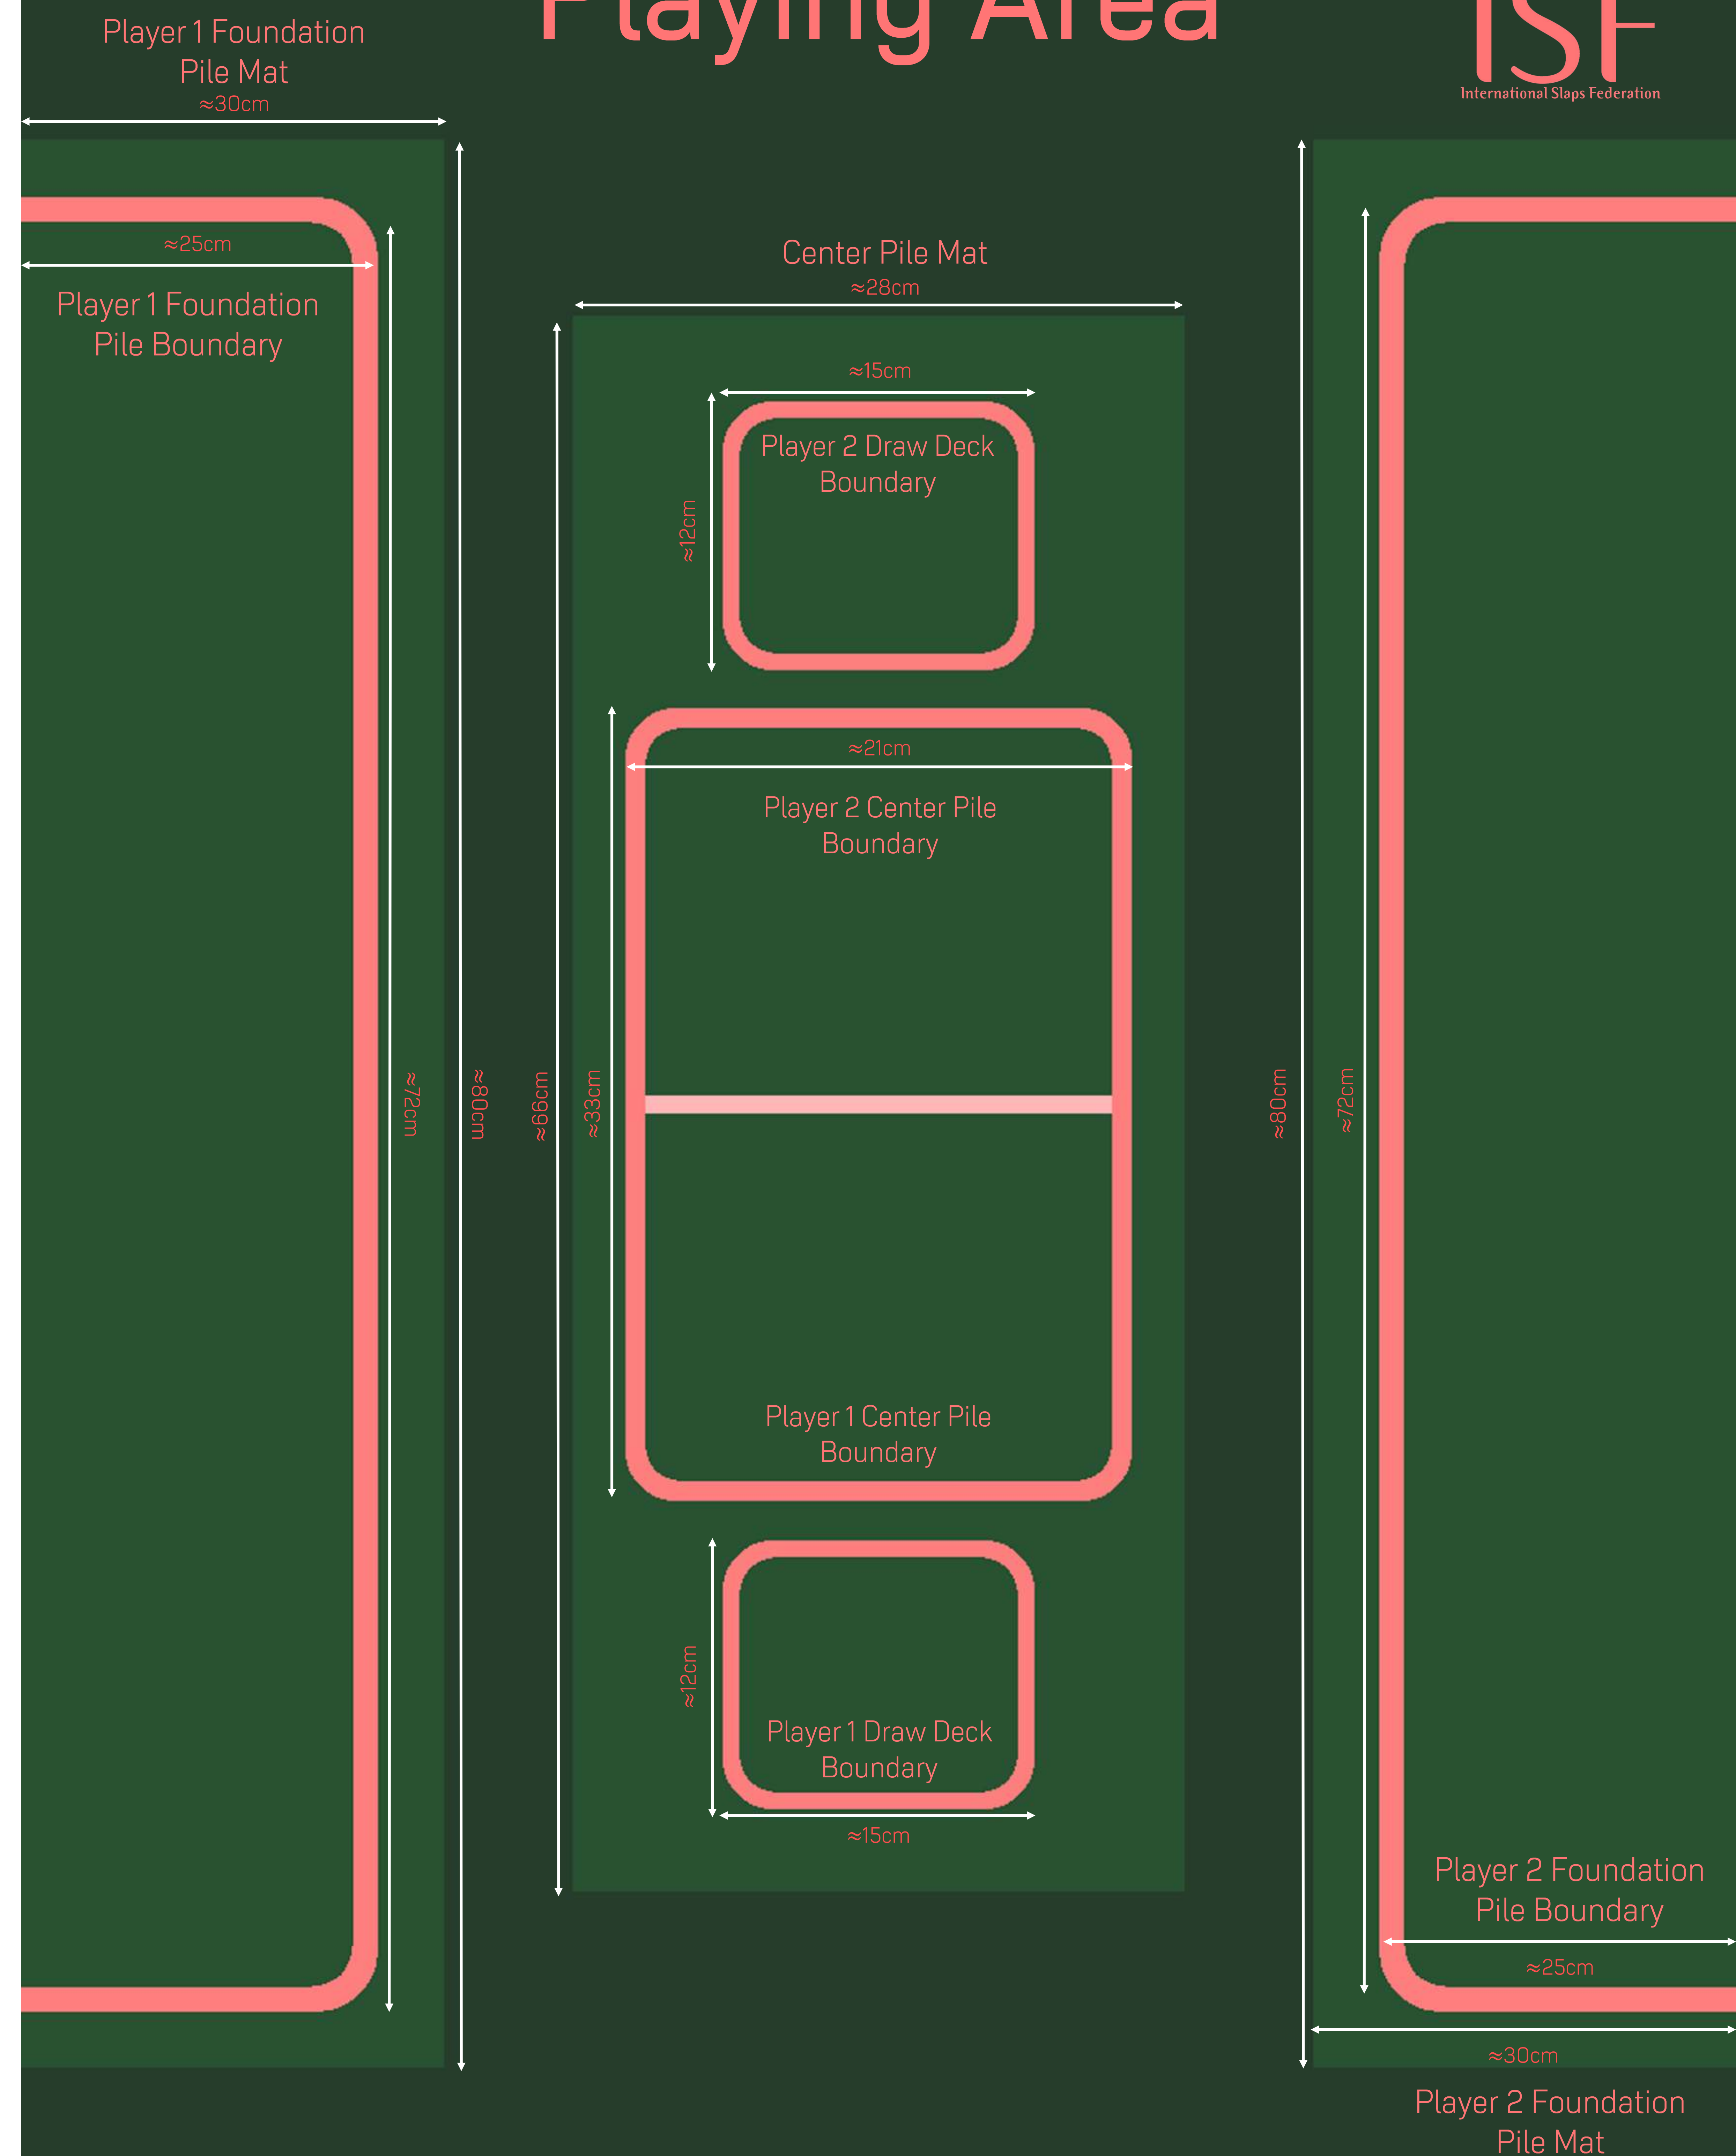 Playing Area
ISF
International Slaps Federation
Player 1 Foundation
Pile Mat
≈30cm
≈25cm
Player 1 Foundation
Pile Boundary
≈72cm
≈80cm
Center Pile Mat
≈28cm
≈66cm
≈15cm
≈12cm
Player 2 Draw Deck
Boundary
≈33cm
≈21cm
Player 2 Center Pile
Boundary
Player 1 Center Pile
Boundary
≈12cm
Player 1 Draw Deck
Boundary
≈15cm
≈80cm
≈72cm
Player 2 Foundation
Pile Boundary
≈25cm
≈30cm
Player 2 Foundation
Pile Mat